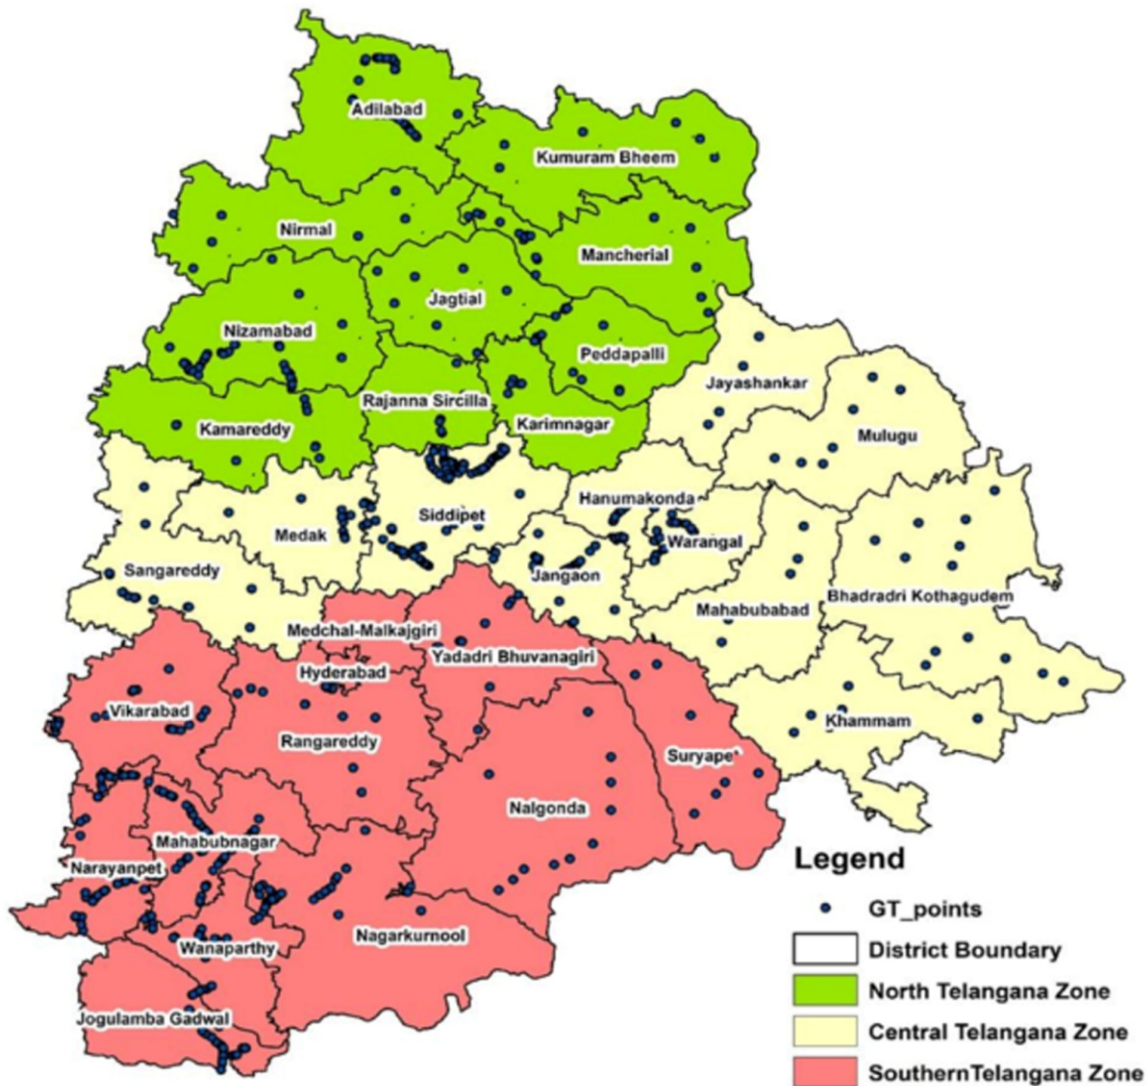 Adilabad
Kumuram Bheem
Nirmal
Mancherial
Jagtial
Nizamabad
Peddapalli
Jayashankar
Rajanna Sircilla
Karimnagar
Kamareddy
Mulugu
Hanumakonda
Siddipet
Medak
Warangal
Sangareddy
Jangaon
Bhadradri Kothagudem
Mahabubabad
Medchal-Malkajgiri
Yadadri Bhuvanagiri
Hyderabad
Vikarabad
Khammam
Rangareddy
Suryape
Nalgonda
Mahabubnagar
Narayanpet
Nagarkurnool
Wanaparthy
Jogulamba Gadwal
Legend
GT_points
District Boundary
North Telangana Zone
Central Telangana Zone
SouthernTelangana Zone